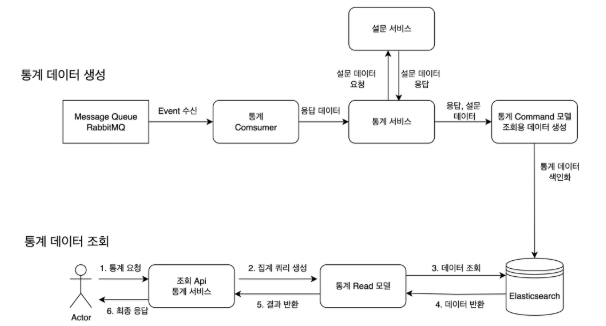 설문 서비스
통계 데이터 생성
설문 데이터
요청
설문 데이터
응답
Message Queue
RabbitMQ
Event 수신
통계
Comsumer
응답 데이터
통계 서비스
응답, 설문
데이터
통계 Command 모델
조회용 데이터 생성
통계 데이터
색인화
통계 데이터 조회
1. 통계 요청
조회 Api
통계 서비스
2. 집계 쿼리 생성
통계 Read 모델
3. 데이터 조회
Elasticsearch
Actor
6. 최종 응답
5. 결과 반환
4. 데이터 반환